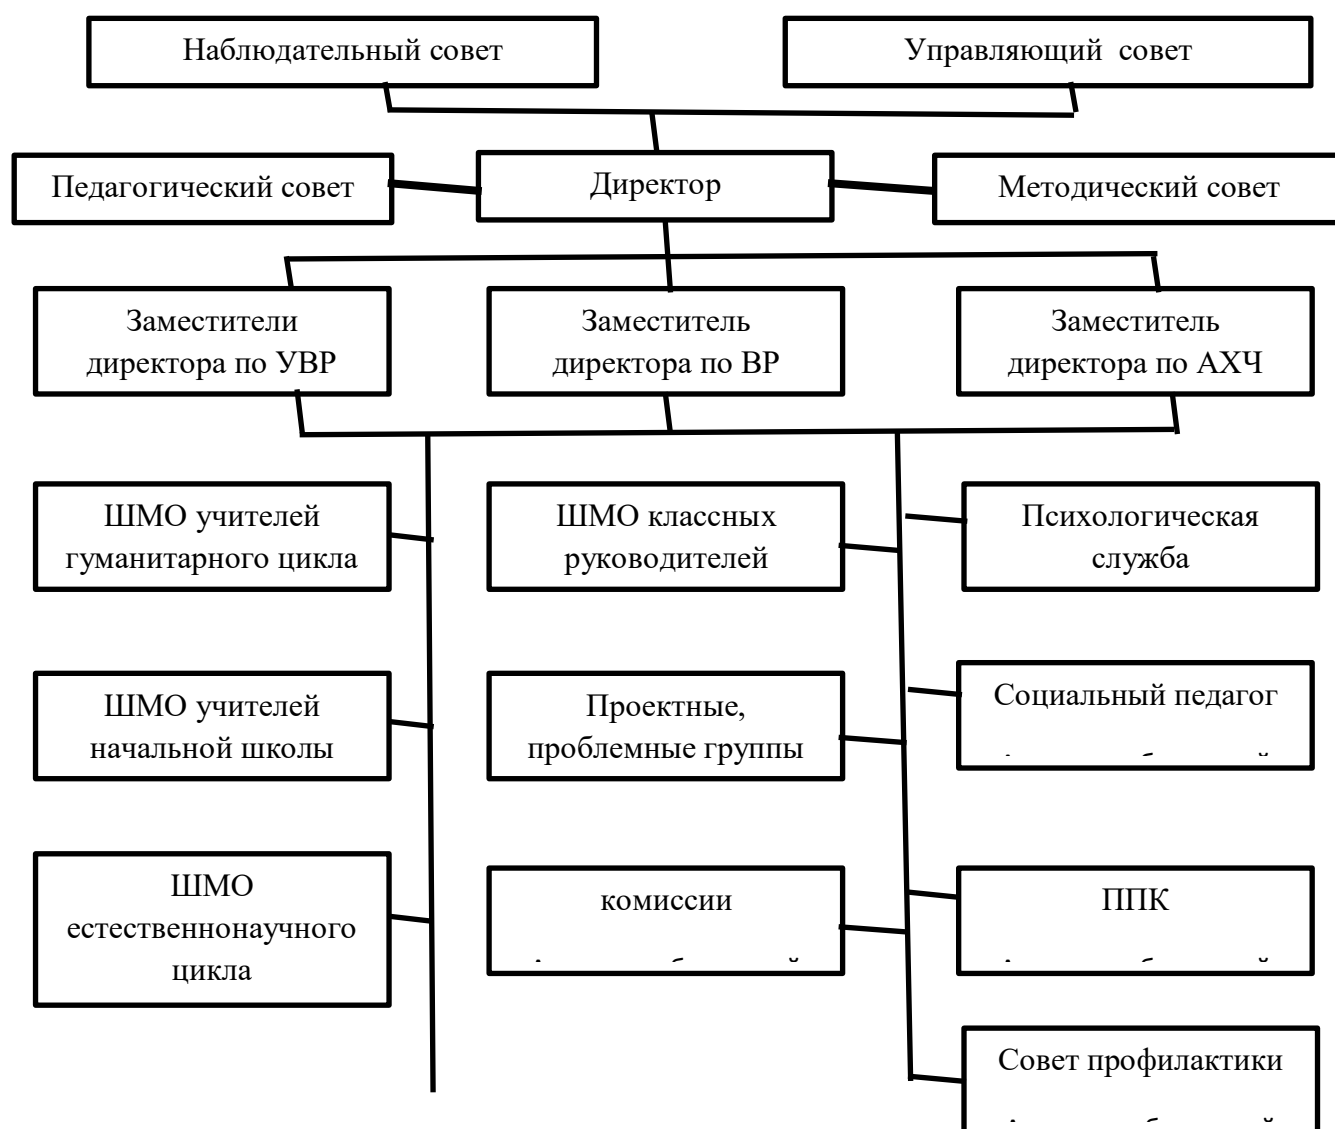 Наблюдательный совет
Управляющий совет
Педагогический совет
Директор
Методический совет
Заместители
директора по УВР
Заместитель
директора по ВР
Заместитель
директора по АХЧ
ШМО учителей
гуманитарного цикла
ШМО классных
руководителей
Психологическая
служба
ШМО учителей
начальной школы
Проектные,
проблемные группы
Социальный педагог
ШМО
естественнонаучного
цикла
комиссии
ППК
Совет профилактики